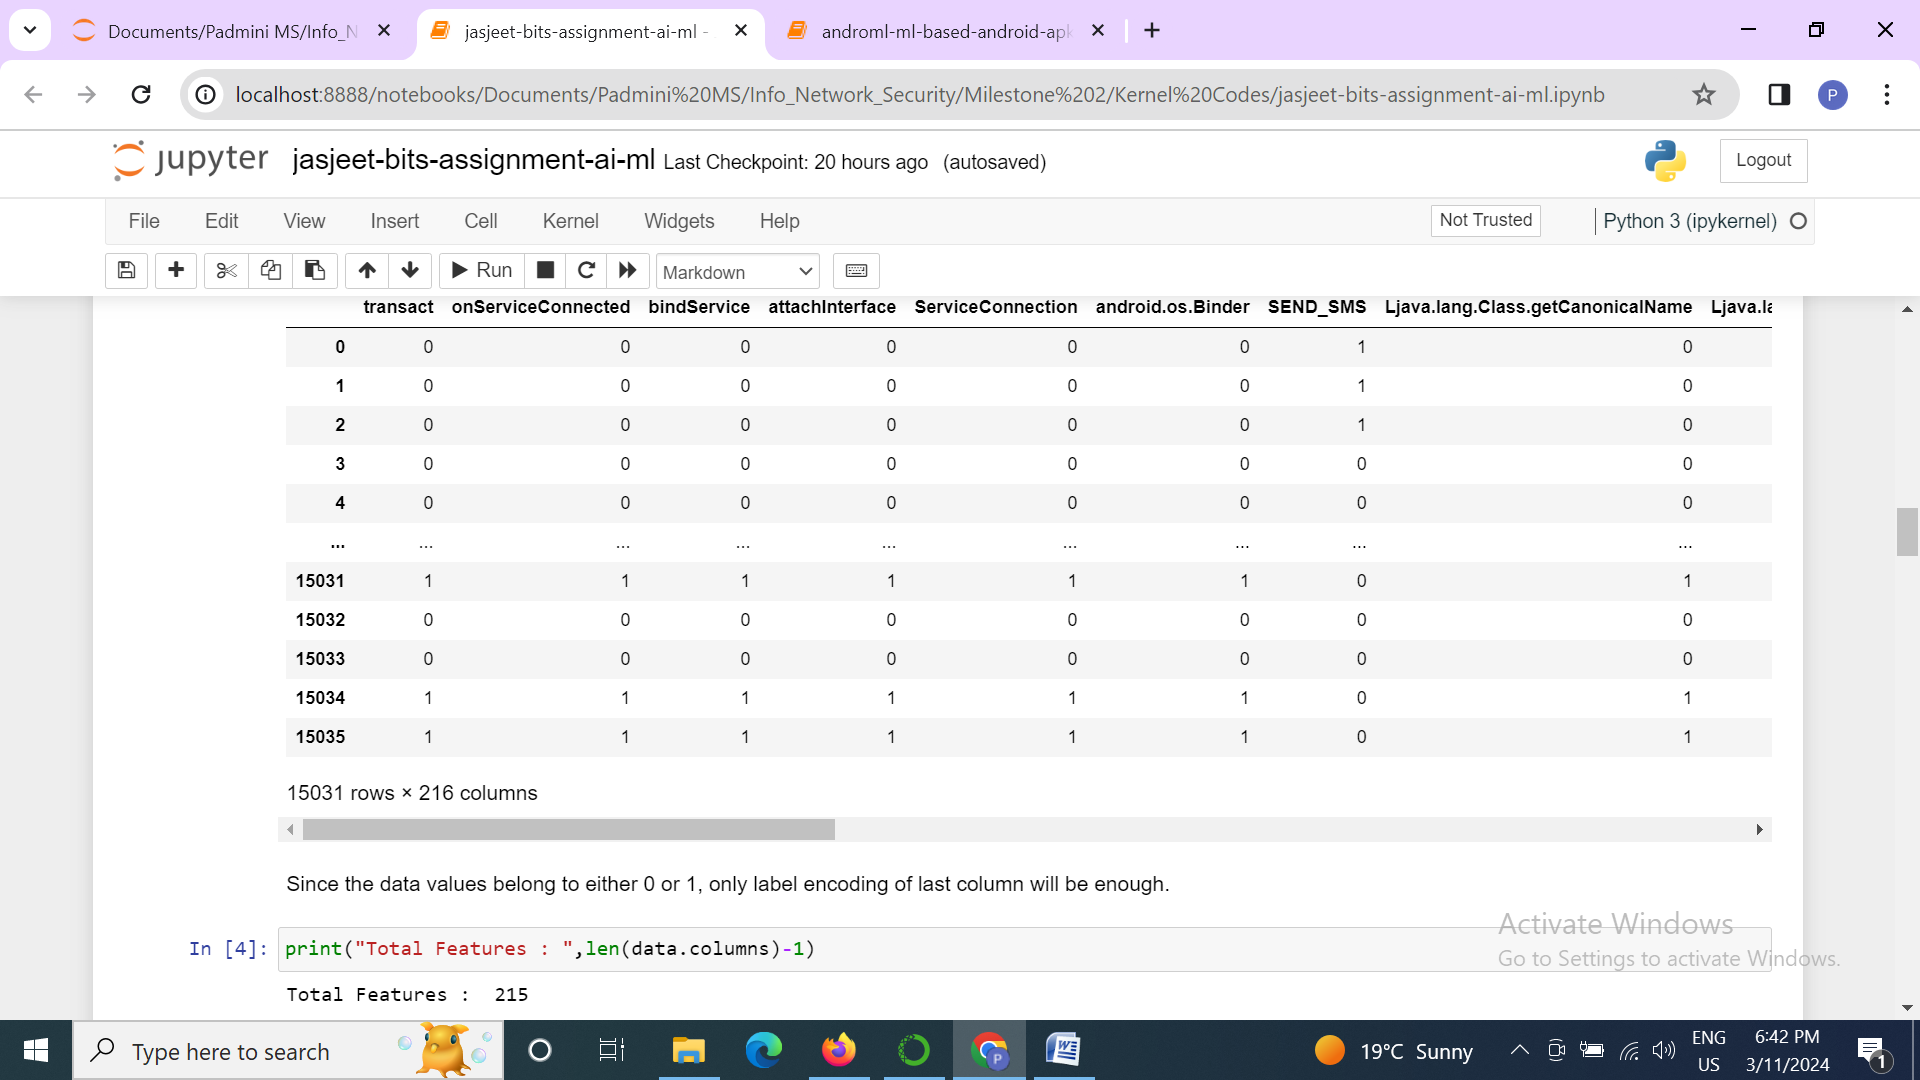 Documents/Padmini MS/Info_N
jasjeet-bits-assignment-ai-ml -
androml-ml-based-android-apk
localhost:8888/notebooks/Documents/Padmini%20MS/Info_Network_Security/Milestone%202/Kernel%20Codes/jasjeet-bits-assignment-ai-ml.ipynb
P
jupyter jasjeet-bits-assignment-ai-ml Last Checkpoint: 20 hours ago (autosaved)
Logout
File Edit View Insert Cell Kernel Widgets Help
Not Trusted
Python 3 (ipykernel)
Run
Markdown
transact onServiceConnected bindService attachInterface ServiceConnection android.os.Binder SEND_SMS Ljava.lang.Class.getCanonicalName Ljava.la
0 0 0 0 0 0 0 1 0
1 0 0 0 0 0 0 1 0
2 0 0 0 0 0 0 1 0
3 0 0 0 0 0 0 0 0
4 0 0 0 0 0 0 0 0
... ... ... ... ... ... ... ... ...
15031 1 1 1 1 1 1 0 1
15032 0 0 0 0 0 0 0 0
15033 0 0 0 0 0 0 0 0
15034 1 1 1 1 1 1 0 1
15035 1 1 1 1 1 1 0 1
15031 rows × 216 columns
Since the data values belong to either 0 or 1, only label encoding of last column will be enough.
In [4]: print("Total Features : ",len(data.columns)-1)
Total Features :  215
Activate Windows
Go to Settings to activate Windows.
Type here to search
P
19°C Sunny
ENG
US
6:42 PM
3/11/2024
1